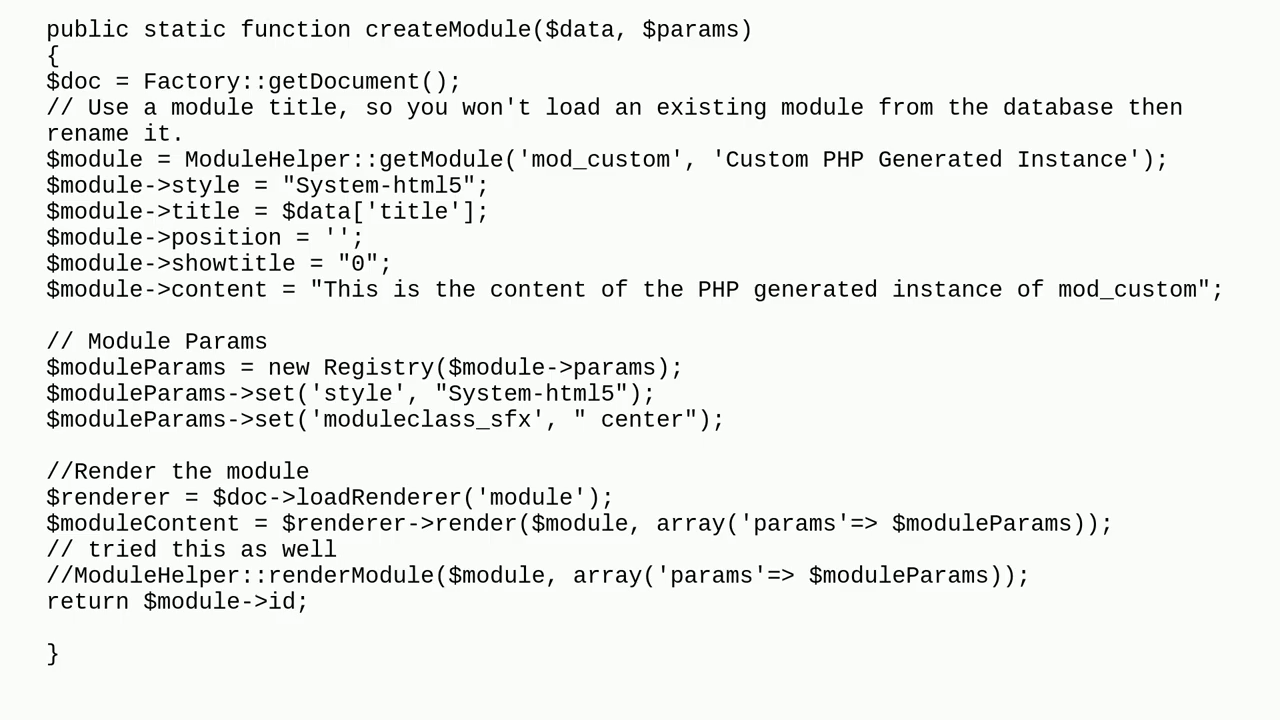 public static function createModule($data, $params)
{
$doc = Factory::getDocument();
// Use a module title, so you won't load an existing module from the database then
rename it.
$module = ModuleHelper::getModule('mod_custom', 'Custom PHP Generated Instance');
$module->style = "System-html5";
$module->title = $data['title'];
$module->position = '';
$module->showtitle = "0";
$module->content = "This is the content of the PHP generated instance of mod_custom";
// Module Params
$moduleParams = new Registry($module->params);
$moduleParams->set('style', "System-html5");
$moduleParams->set('moduleclass_sfx', " center");
//Render the module
$renderer = $doc->loadRenderer('module');
$moduleContent = $renderer->render($module, array('params'=> $moduleParams));
// tried this as well
//ModuleHelper::renderModule($module, array('params'=> $moduleParams));
return $module->id;
}